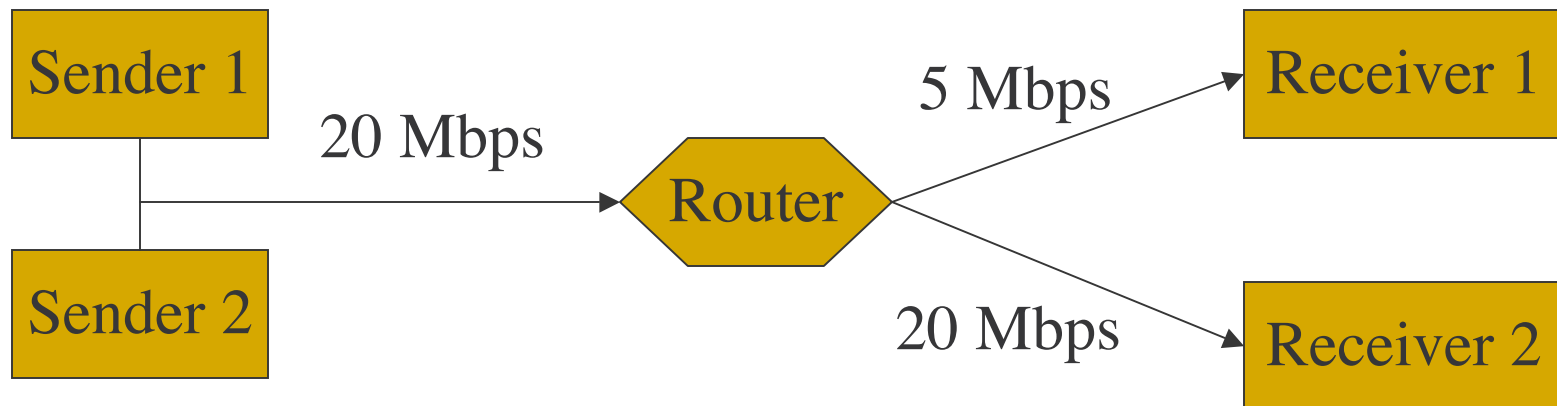 Sender 1
Sender 2
20 Mbps
Router
5 Mbps
20 Mbps
Receiver 1
Receiver 2